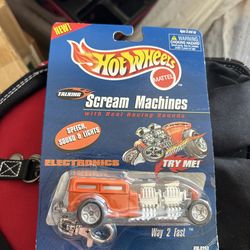 NEW!
Hot Wheels
MATTEL
TALKING
Scream Machines
with Real Racing Sounds
SOUND & LIGHTS
ELECTRONICS
TRY ME!
Way 2 Fast